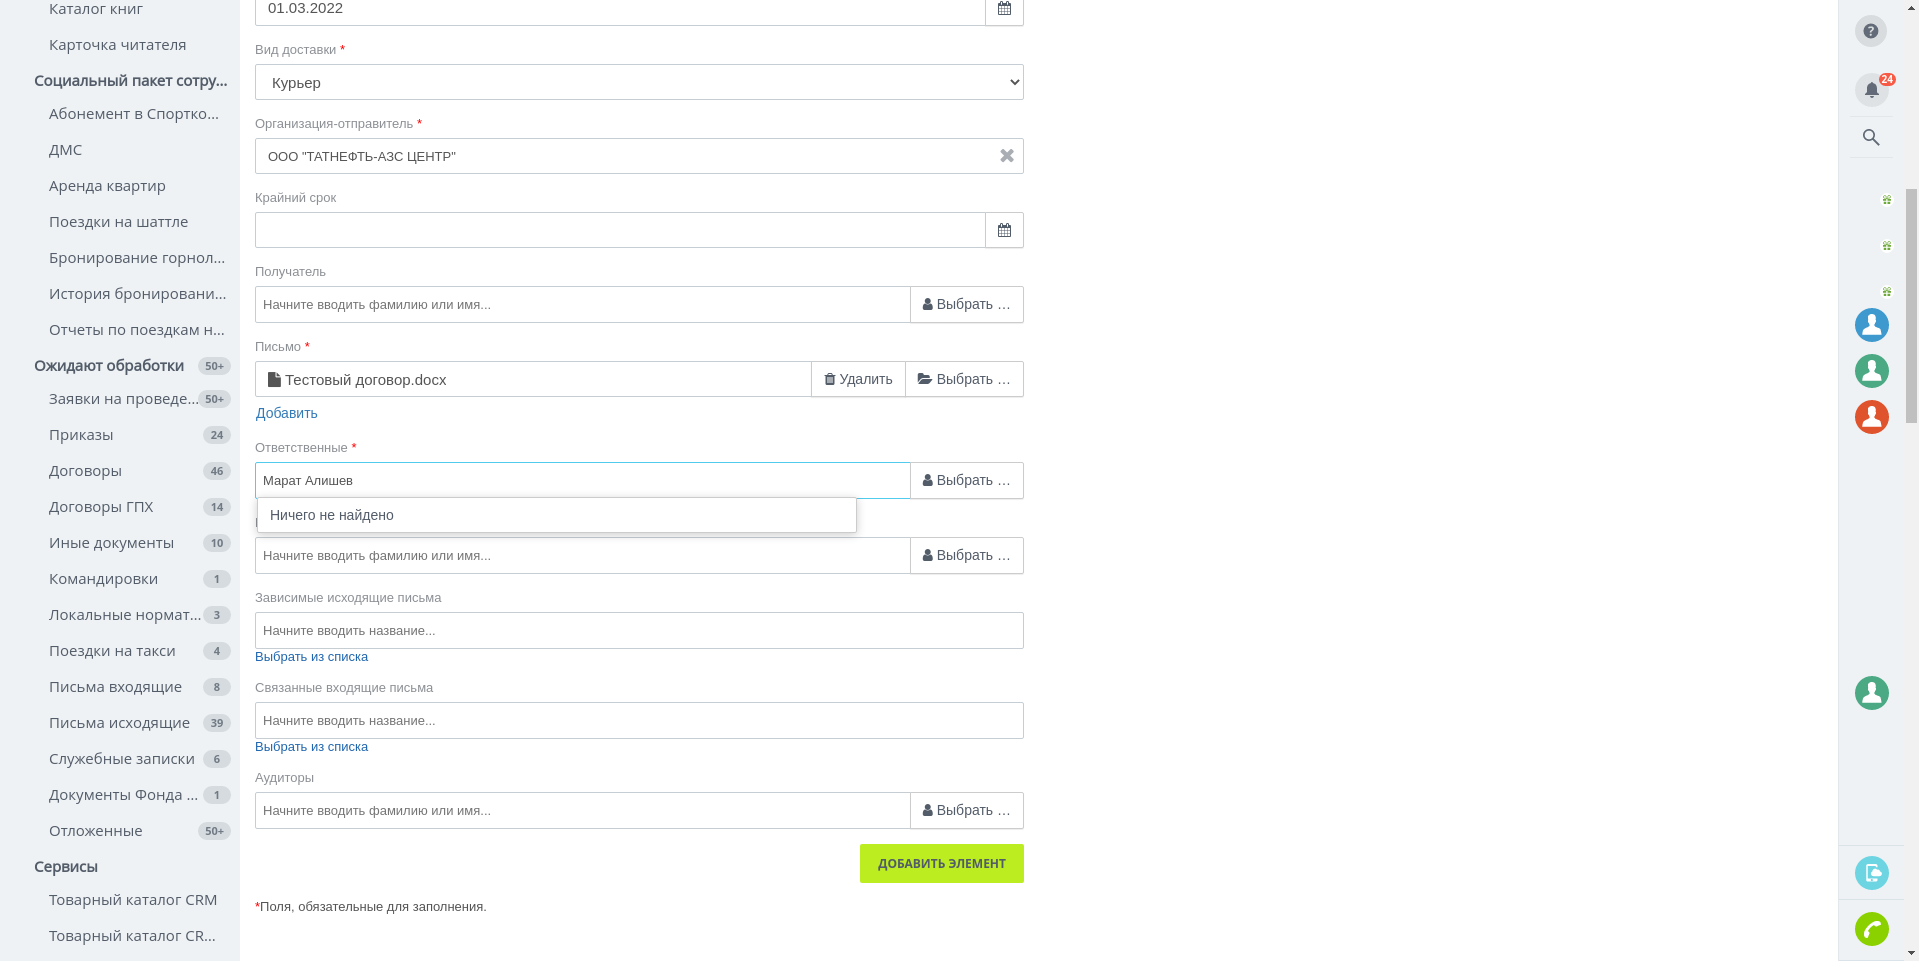 Каталог книг
Карточка читателя
Социальный пакет сотру...
Абонемент в Спортко...
ДМС
Аренда квартир
Поездки на шаттле
Бронирование горнол...
История бронировани...
Отчеты по поездкам н...
Ожидают обработки 50+
Заявки на проведе... 50+
Приказы 24
Договоры 46
Договоры ГПХ 14
Иные документы 10
Командировки 1
Локальные нормат... 3
Поездки на такси 4
Письма входящие 8
Письма исходящие 39
Служебные записки 6
Документы Фонда ... 1
Отложенные 50+
Сервисы
Товарный каталог CRM
Товарный каталог CR...
01.03.2022
Вид доставки *
Курьер
Организация-отправитель *
ООО "ТАТНЕФТЬ-АЗС ЦЕНТР"
Крайний срок
Получатель
Начните вводить фамилию или имя... Выбрать ...
Письмо *
Тестовый договор.docx Удалить Выбрать ...
Добавить
Ответственные *
Марат Алишев Выбрать ...
Ничего не найдено
Начните вводить фамилию или имя... Выбрать ...
Зависимые исходящие письма
Начните вводить название...
Выбрать из списка
Связанные входящие письма
Начните вводить название...
Выбрать из списка
Аудиторы
Начните вводить фамилию или имя... Выбрать ...
ДОБАВИТЬ ЭЛЕМЕНТ
*Поля, обязательные для заполнения.
?
24